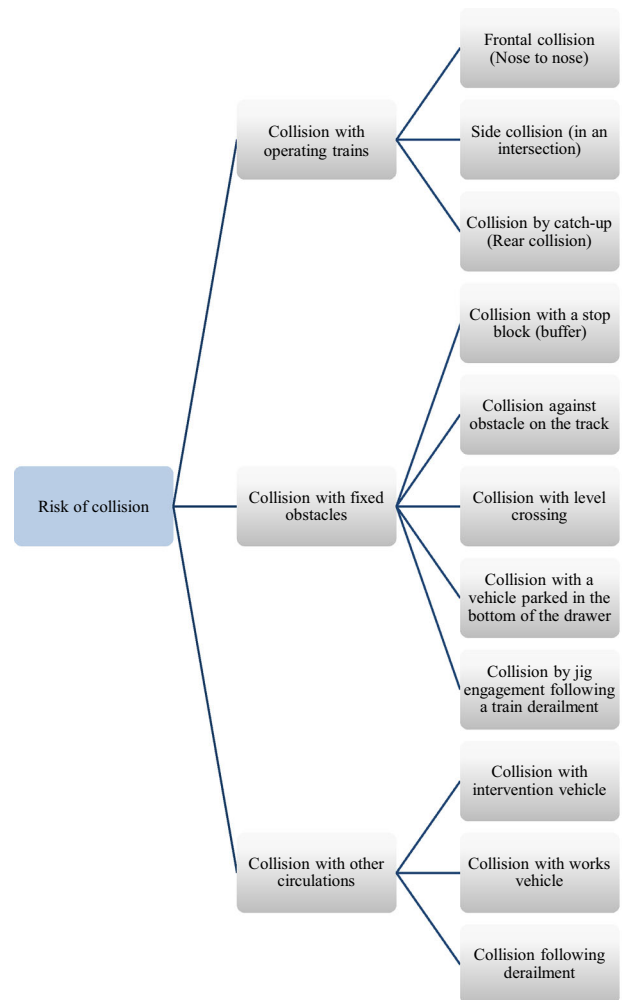 Frontal collision
(Nose to nose)
Collision with
operating trains
Side collision (in an
intersection)
Collision by catch-up
(Rear collision)
Collision with a stop
block (buffer)
Collision against
obstacle on the track
Risk of collision
Collision with fixed
obstacles
Collision with level
crossing
Collision with a
vehicle parked in the
bottom of the drawer
Collision by jig
engagement following
a train derailment
Collision with
intervention vehicle
Collision with other
circulations
Collision with works
vehicle
Collision following
derailment